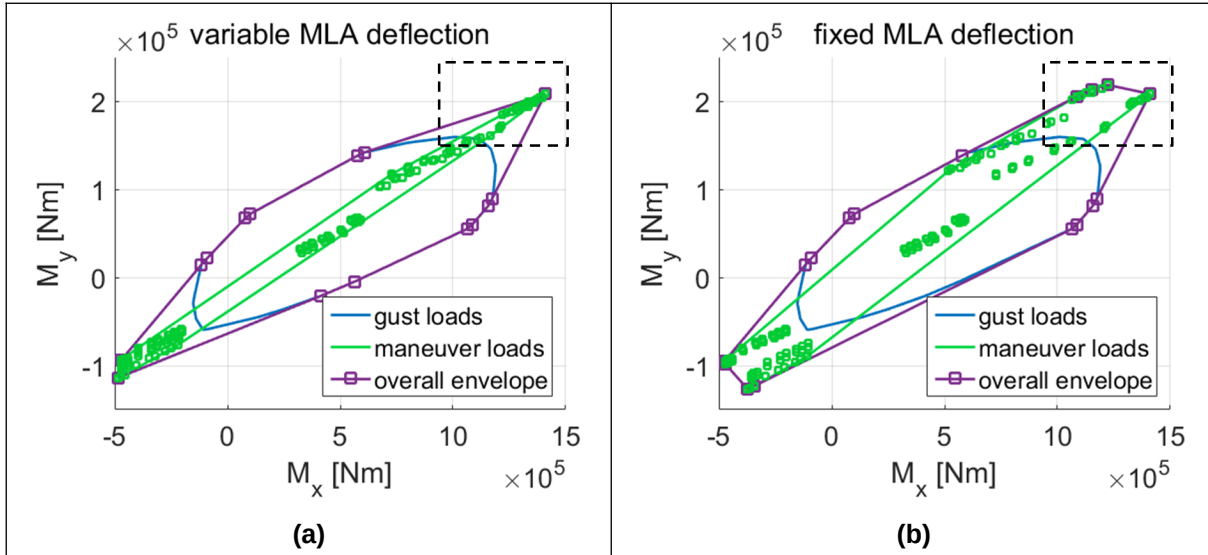 ×10⁵ variable MLA deflection
2
1
0
-1
M_y [Nm]
gust loads
maneuver loads
overall envelope
-5 0 5 10 15
M_x [Nm] ×10⁵
(a)
×10⁵ fixed MLA deflection
2
1
0
-1
M_y [Nm]
gust loads
maneuver loads
overall envelope
-5 0 5 10 15
M_x [Nm] ×10⁵
(b)